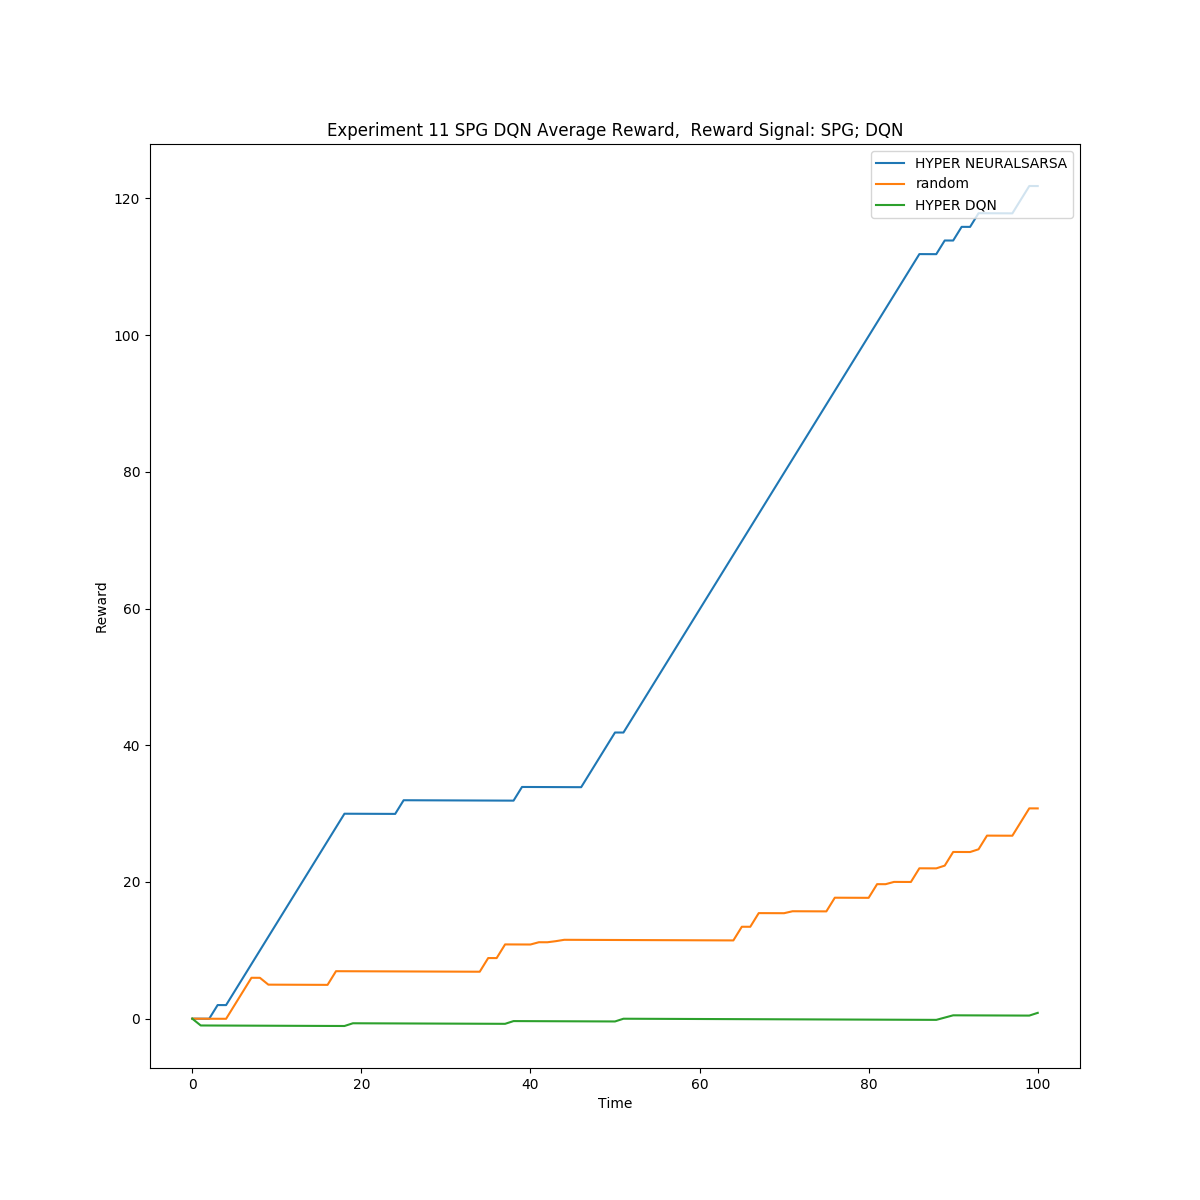 Experiment 11 SPG DQN Average Reward,  Reward Signal: SPG; DQN
HYPER NEURALSARSA
random
HYPER DQN
120
100
80
60
40
20
0
Reward
0 20 40 60 80 100
Time